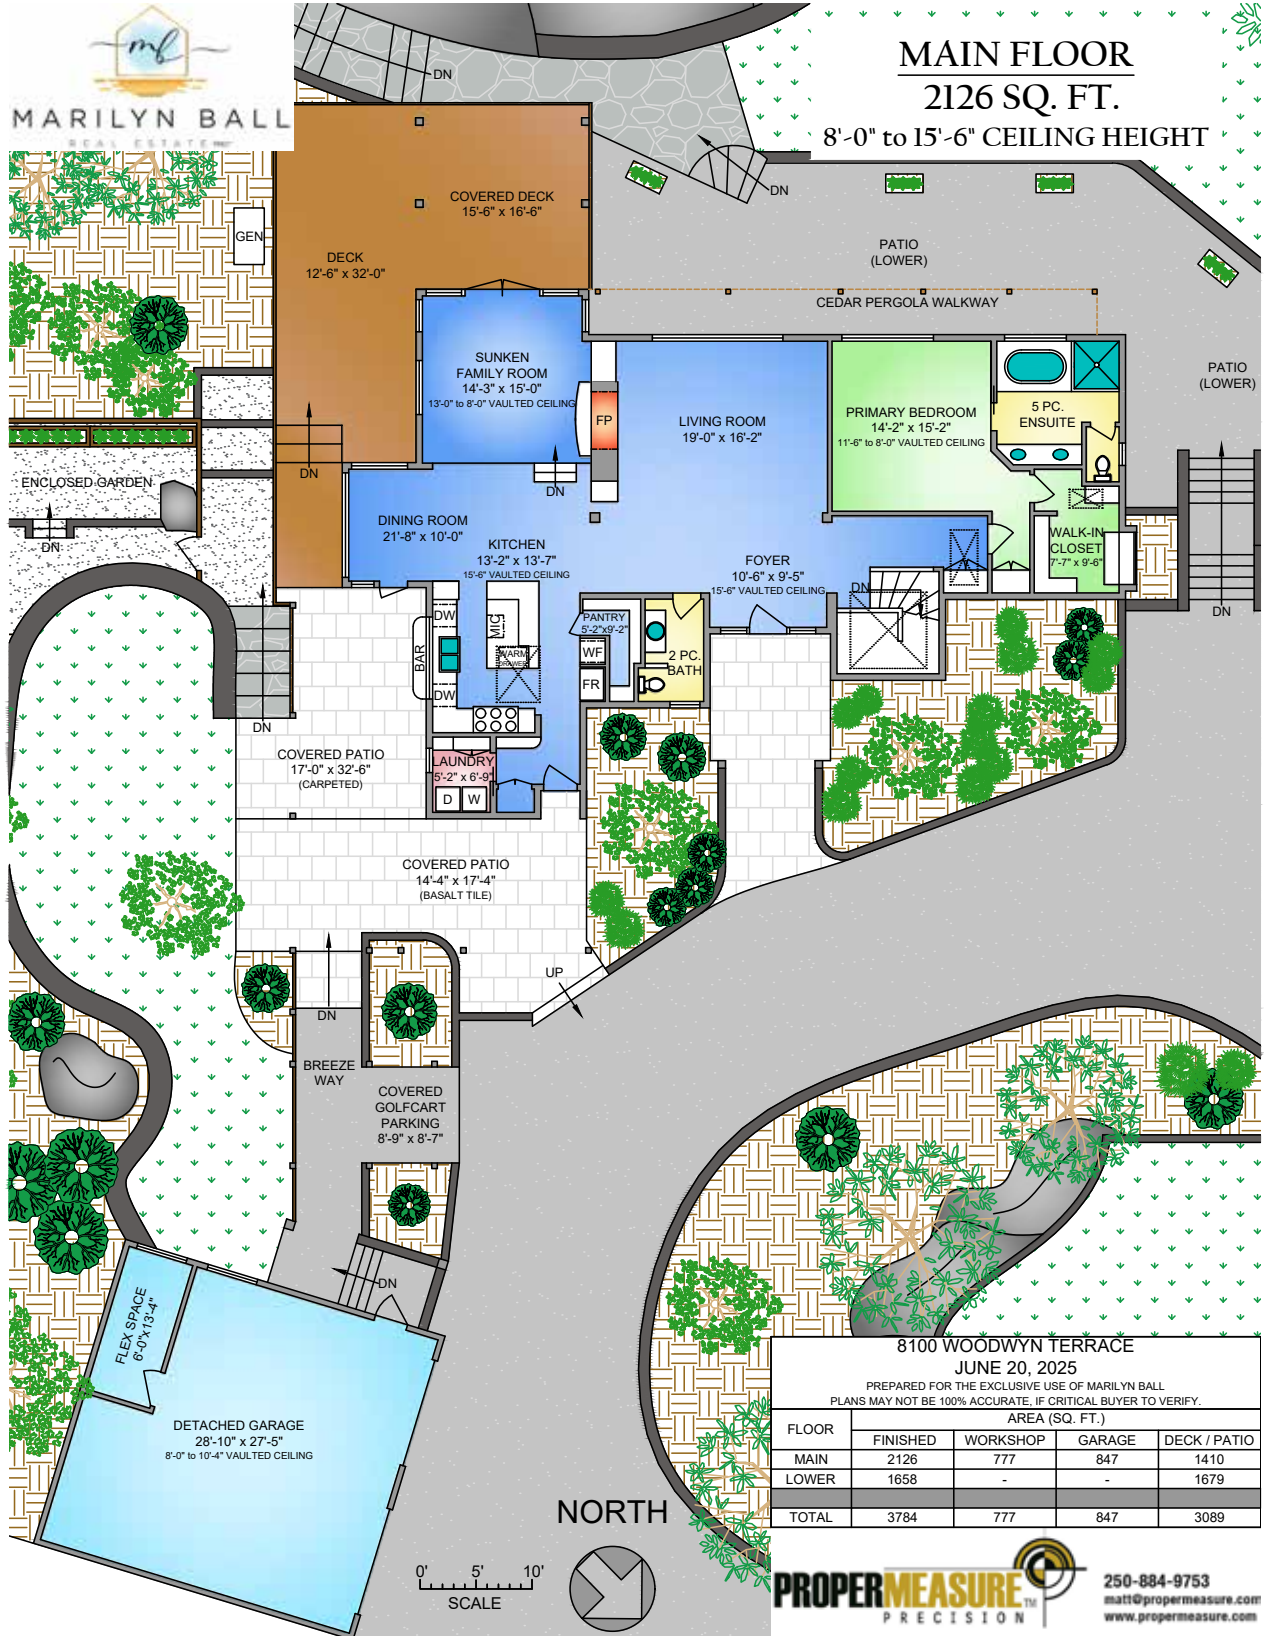 MARILYN BALL
REAL ESTATE
MAIN FLOOR
2126 SQ. FT.
8'-0" to 15'-6" CEILING HEIGHT
DN
COVERED DECK
15'-6" x 16'-6"
DN
GEN
DECK
12'-6" x 32'-0"
PATIO
(LOWER)
CEDAR PERGOLA WALKWAY
SUNKEN
FAMILY ROOM
14'-3" x 15'-0"
13'-0" to 8'-0" VAULTED CEILING
FP
LIVING ROOM
19'-0" x 16'-2"
PRIMARY BEDROOM
14'-2" x 15'-2"
11'-6" to 8'-0" VAULTED CEILING
5 PC.
ENSUITE
PATIO
(LOWER)
DN
DN
ENCLOSED GARDEN
DN
DINING ROOM
21'-8" x 10'-0"
KITCHEN
13'-2" x 13'-7"
15'-6" VAULTED CEILING
FOYER
10'-6" x 9'-5"
15'-6" VAULTED CEILING
DN
WALK-IN
CLOSET
7'-7" x 9'-6"
DN
DW
MIC
WARM
DRAWER
BAR
DW
PANTRY
5'-2"x9'-2"
WF
FR
2 PC.
BATH
DN
COVERED PATIO
17'-0" x 32'-6"
(CARPETED)
LAUNDRY
5'-2" x 6'-9"
D
W
COVERED PATIO
14'-4" x 17'-4"
(BASALT TILE)
UP
DN
BREEZE
WAY
COVERED
GOLFCART
PARKING
8'-9" x 8'-7"
DN
FLEX SPACE
6'-0"x13'-4"
DETACHED GARAGE
28'-10" x 27'-5"
8'-0" to 10'-4" VAULTED CEILING
NORTH
0' 5' 10'
SCALE
8100 WOODWYN TERRACE
JUNE 20, 2025
PREPARED FOR THE EXCLUSIVE USE OF MARILYN BALL
PLANS MAY NOT BE 100% ACCURATE, IF CRITICAL BUYER TO VERIFY.
FLOOR AREA (SQ. FT.)
FINISHED WORKSHOP GARAGE DECK / PATIO
MAIN 2126 777 847 1410
LOWER 1658 - - 1679
TOTAL 3784 777 847 3089
PROPERMEASURE TM
PRECISION
250-884-9753
matt@propermeasure.com
www.propermeasure.com